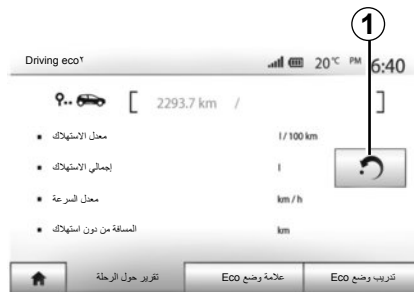 1
Driving eco² 20°C PM 6:40
[ 2293.7 km / ]
معدل الاستهلاك l/100 km
إجمالي الاستهلاك l
معدل السرعة km/h
المسافة من دون استهلاك km
تقرير حول الرحلة علامة وضع Eco تدريب وضع Eco